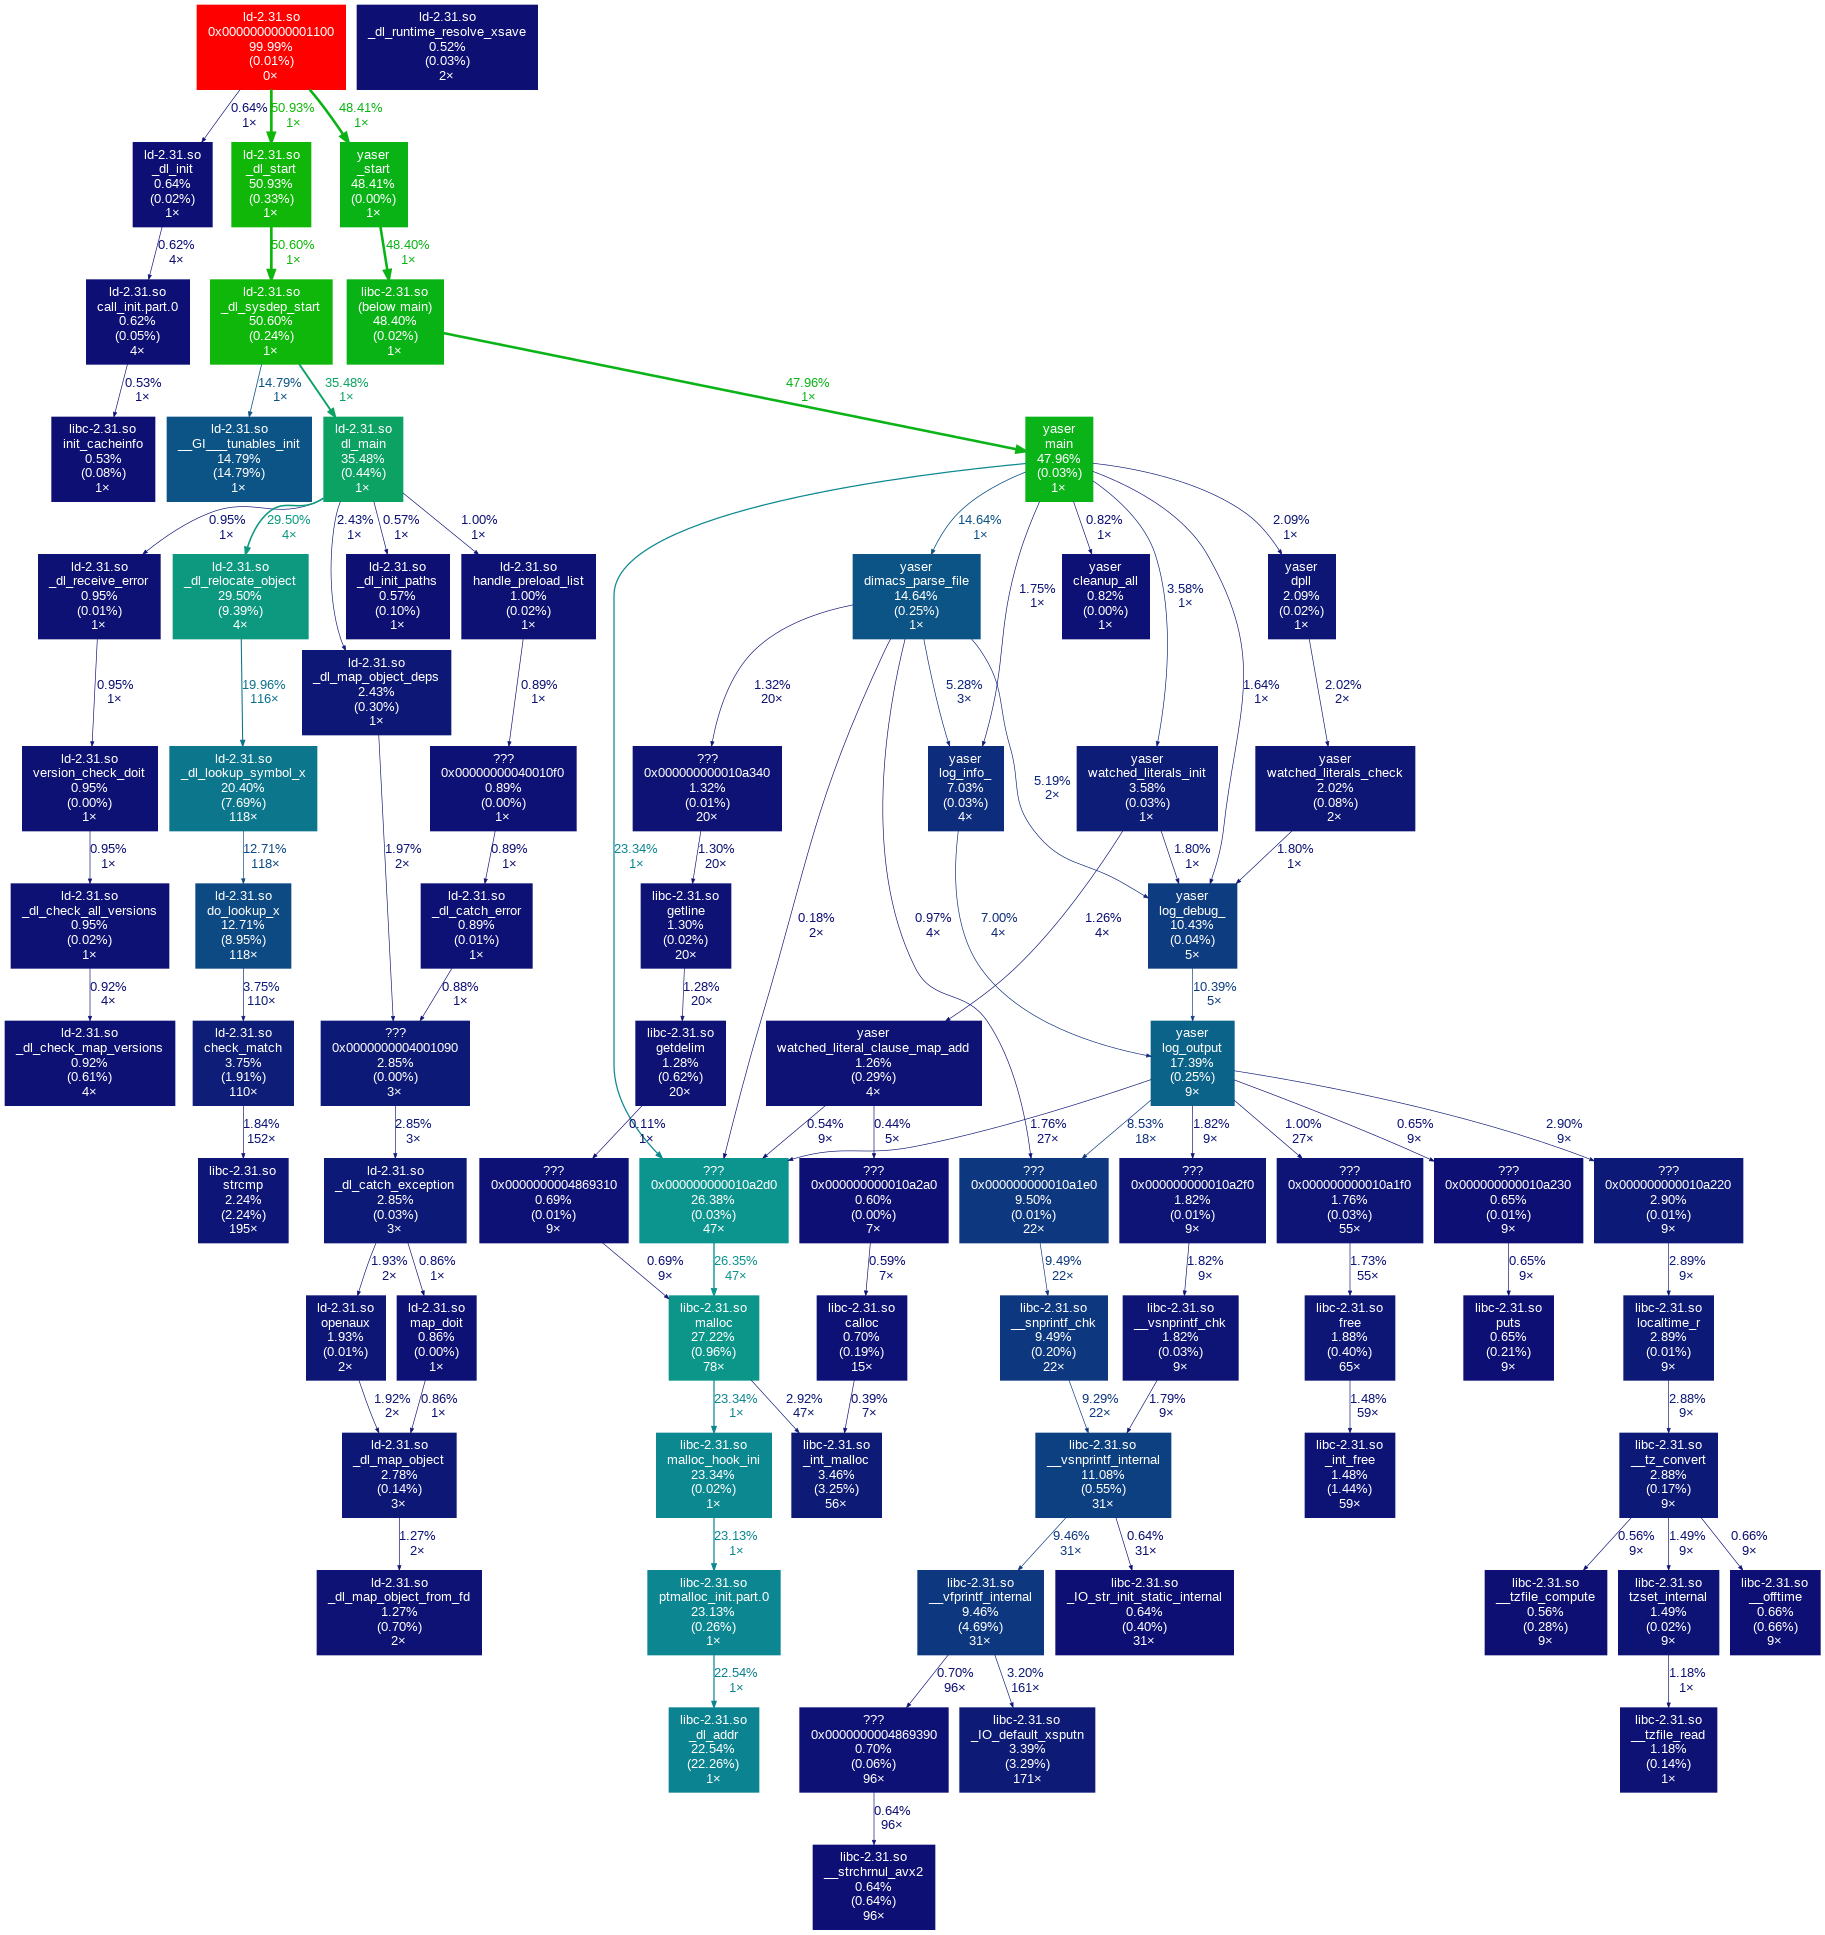 ld-2.31.so
0x0000000000001100
99.99%
(0.01%)
0×
ld-2.31.so
_dl_runtime_resolve_xsave
0.52%
(0.03%)
2×
0.64%
1×
50.93%
1×
48.41%
1×
ld-2.31.so
_dl_init
0.64%
(0.02%)
1×
ld-2.31.so
_dl_start
50.93%
(0.33%)
1×
yaser
_start
48.41%
(0.00%)
1×
0.62%
4×
50.60%
1×
48.40%
1×
ld-2.31.so
call_init.part.0
0.62%
(0.05%)
4×
ld-2.31.so
_dl_sysdep_start
50.60%
(0.24%)
1×
libc-2.31.so
(below main)
48.40%
(0.02%)
1×
0.53%
1×
14.79%
1×
35.48%
1×
47.96%
1×
libc-2.31.so
init_cacheinfo
0.53%
(0.08%)
1×
ld-2.31.so
__GI___tunables_init
14.79%
(14.79%)
1×
ld-2.31.so
dl_main
35.48%
(0.44%)
1×
yaser
main
47.96%
(0.03%)
1×
0.95%
1×
29.50%
4×
2.43%
1×
0.57%
1×
1.00%
1×
14.64%
1×
0.82%
1×
2.09%
1×
ld-2.31.so
_dl_receive_error
0.95%
(0.01%)
1×
ld-2.31.so
_dl_relocate_object
29.50%
(9.39%)
4×
ld-2.31.so
_dl_init_paths
0.57%
(0.10%)
1×
ld-2.31.so
handle_preload_list
1.00%
(0.02%)
1×
yaser
dimacs_parse_file
14.64%
(0.25%)
1×
1.75%
1×
yaser
cleanup_all
0.82%
(0.00%)
1×
3.58%
1×
yaser
dpll
2.09%
(0.02%)
1×
0.95%
1×
19.96%
116×
ld-2.31.so
_dl_map_object_deps
2.43%
(0.30%)
1×
0.89%
1×
1.32%
20×
5.28%
3×
1.64%
1×
2.02%
2×
ld-2.31.so
version_check_doit
0.95%
(0.00%)
1×
ld-2.31.so
_dl_lookup_symbol_x
20.40%
(7.69%)
118×
???
0x00000000040010f0
0.89%
(0.00%)
1×
???
0x000000000010a340
1.32%
(0.01%)
20×
yaser
log_info_
7.03%
(0.03%)
4×
5.19%
2×
yaser
watched_literals_init
3.58%
(0.03%)
1×
yaser
watched_literals_check
2.02%
(0.08%)
2×
0.95%
1×
12.71%
118×
1.97%
2×
0.89%
1×
23.34%
1×
1.30%
20×
1.80%
1×
1.80%
1×
ld-2.31.so
_dl_check_all_versions
0.95%
(0.02%)
1×
ld-2.31.so
do_lookup_x
12.71%
(8.95%)
118×
ld-2.31.so
_dl_catch_error
0.89%
(0.01%)
1×
libc-2.31.so
getline
1.30%
(0.02%)
20×
0.18%
2×
0.97%
4×
7.00%
4×
1.26%
4×
yaser
log_debug_
10.43%
(0.04%)
5×
0.92%
4×
3.75%
110×
0.88%
1×
1.28%
20×
10.39%
5×
ld-2.31.so
_dl_check_map_versions
0.92%
(0.61%)
4×
ld-2.31.so
check_match
3.75%
(1.91%)
110×
???
0x0000000004001090
2.85%
(0.00%)
3×
libc-2.31.so
getdelim
1.28%
(0.62%)
20×
yaser
watched_literal_clause_map_add
1.26%
(0.29%)
4×
yaser
log_output
17.39%
(0.25%)
9×
1.84%
152×
2.85%
3×
0.11%
1×
0.54%
9×
0.44%
5×
1.76%
27×
8.53%
18×
1.82%
9×
1.00%
27×
0.65%
9×
2.90%
9×
libc-2.31.so
strcmp
2.24%
(2.24%)
195×
ld-2.31.so
_dl_catch_exception
2.85%
(0.03%)
3×
???
0x0000000004869310
0.69%
(0.01%)
9×
???
0x000000000010a2d0
26.38%
(0.03%)
47×
???
0x000000000010a2a0
0.60%
(0.00%)
7×
???
0x000000000010a1e0
9.50%
(0.01%)
22×
???
0x000000000010a2f0
1.82%
(0.01%)
9×
???
0x000000000010a1f0
1.76%
(0.03%)
55×
???
0x000000000010a230
0.65%
(0.01%)
9×
???
0x000000000010a220
2.90%
(0.01%)
9×
1.93%
2×
0.86%
1×
0.69%
9×
26.35%
47×
0.59%
7×
9.49%
22×
1.82%
9×
1.73%
55×
0.65%
9×
2.89%
9×
ld-2.31.so
openaux
1.93%
(0.01%)
2×
ld-2.31.so
map_doit
0.86%
(0.00%)
1×
libc-2.31.so
malloc
27.22%
(0.96%)
78×
libc-2.31.so
calloc
0.70%
(0.19%)
15×
libc-2.31.so
__snprintf_chk
9.49%
(0.20%)
22×
libc-2.31.so
__vsnprintf_chk
1.82%
(0.03%)
9×
libc-2.31.so
free
1.88%
(0.40%)
65×
libc-2.31.so
puts
0.65%
(0.21%)
9×
libc-2.31.so
localtime_r
2.89%
(0.01%)
9×
1.92%
2×
0.86%
1×
23.34%
1×
2.92%
47×
0.39%
7×
9.29%
22×
1.79%
9×
1.48%
59×
2.88%
9×
ld-2.31.so
_dl_map_object
2.78%
(0.14%)
3×
libc-2.31.so
malloc_hook_ini
23.34%
(0.02%)
1×
libc-2.31.so
_int_malloc
3.46%
(3.25%)
56×
libc-2.31.so
__vsnprintf_internal
11.08%
(0.55%)
31×
libc-2.31.so
_int_free
1.48%
(1.44%)
59×
libc-2.31.so
__tz_convert
2.88%
(0.17%)
9×
1.27%
2×
23.13%
1×
9.46%
31×
0.64%
31×
0.56%
9×
1.49%
9×
0.66%
9×
ld-2.31.so
_dl_map_object_from_fd
1.27%
(0.70%)
2×
libc-2.31.so
ptmalloc_init.part.0
23.13%
(0.26%)
1×
libc-2.31.so
__vfprintf_internal
9.46%
(4.69%)
31×
libc-2.31.so
_IO_str_init_static_internal
0.64%
(0.40%)
31×
libc-2.31.so
__tzfile_compute
0.56%
(0.28%)
9×
libc-2.31.so
tzset_internal
1.49%
(0.02%)
9×
libc-2.31.so
__offtime
0.66%
(0.66%)
9×
22.54%
1×
0.70%
96×
3.20%
161×
1.18%
1×
libc-2.31.so
_dl_addr
22.54%
(22.26%)
1×
???
0x0000000004869390
0.70%
(0.06%)
96×
libc-2.31.so
_IO_default_xsputn
3.39%
(3.29%)
171×
libc-2.31.so
__tzfile_read
1.18%
(0.14%)
1×
0.64%
96×
libc-2.31.so
__strchrnul_avx2
0.64%
(0.64%)
96×